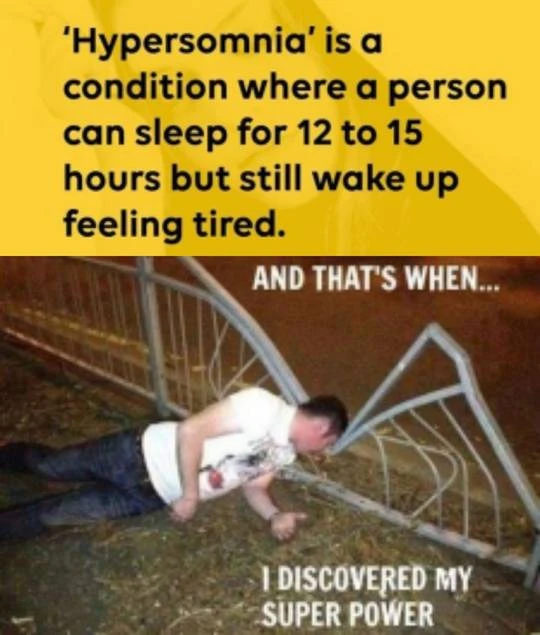 'Hypersomnia' is a
condition where a person
can sleep for 12 to 15
hours but still wake up
feeling tired.
AND THAT'S WHEN...
I DISCOVERED MY
SUPER POWER